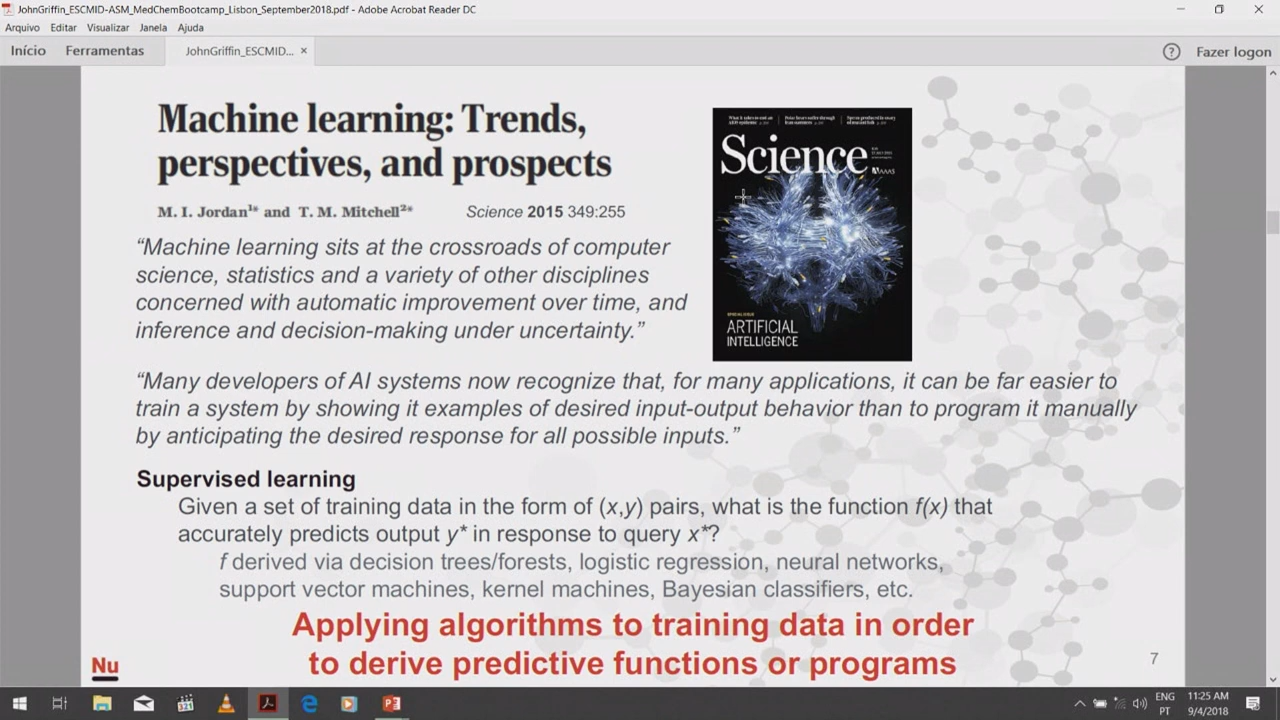 JohnGriffin_ESCMID-ASM_MedChemBootcamp_Lisbon_September2018.pdf - Adobe Acrobat Reader DC
Arquivo Editar Visualizar Janela Ajuda
Início Ferramentas JohnGriffin_ESCMID... × ? Fazer logon
Machine learning: Trends,
perspectives, and prospects
M. I. Jordan1* and T. M. Mitchell2* Science 2015 349:255
Science
AAAS
ARTIFICIAL
INTELLIGENCE
“Machine learning sits at the crossroads of computer
science, statistics and a variety of other disciplines
concerned with automatic improvement over time, and
inference and decision-making under uncertainty.”
“Many developers of AI systems now recognize that, for many applications, it can be far easier to
train a system by showing it examples of desired input-output behavior than to program it manually
by anticipating the desired response for all possible inputs.”
Supervised learning
Given a set of training data in the form of (x,y) pairs, what is the function f(x) that
accurately predicts output y* in response to query x*?
f derived via decision trees/forests, logistic regression, neural networks,
support vector machines, kernel machines, Bayesian classifiers, etc.
Applying algorithms to training data in order
to derive predictive functions or programs
Nu
7
ENG 11:25 AM
PT 9/4/2018